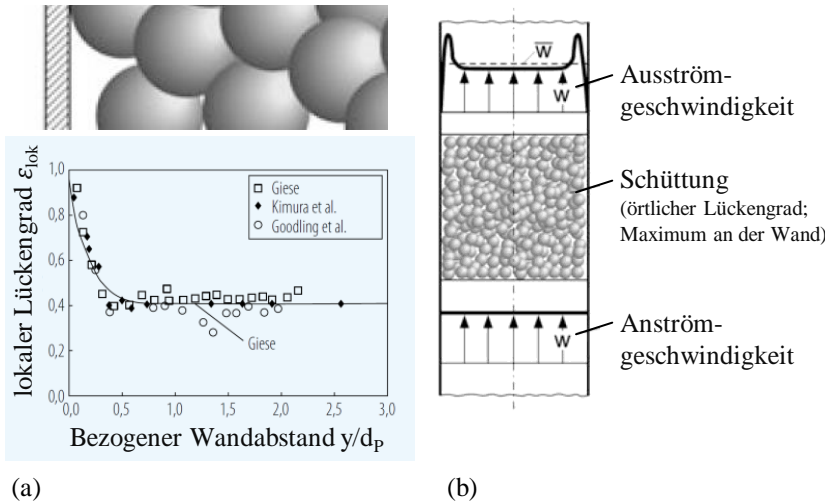 lokaler Lückengrad ε_lok
1,0
0,8
0,6
0,4
0,2
0,0
Giese
Kimura et al.
Goodling et al.
Giese
0,0 0,5 1,0 1,5 2,0 2,5 3,0
Bezogener Wandabstand y/d_P
(a)
w̅
w
Ausström-
geschwindigkeit
Schüttung
(örtlicher Lückengrad;
Maximum an der Wand)
w
Anström-
geschwindigkeit
(b)